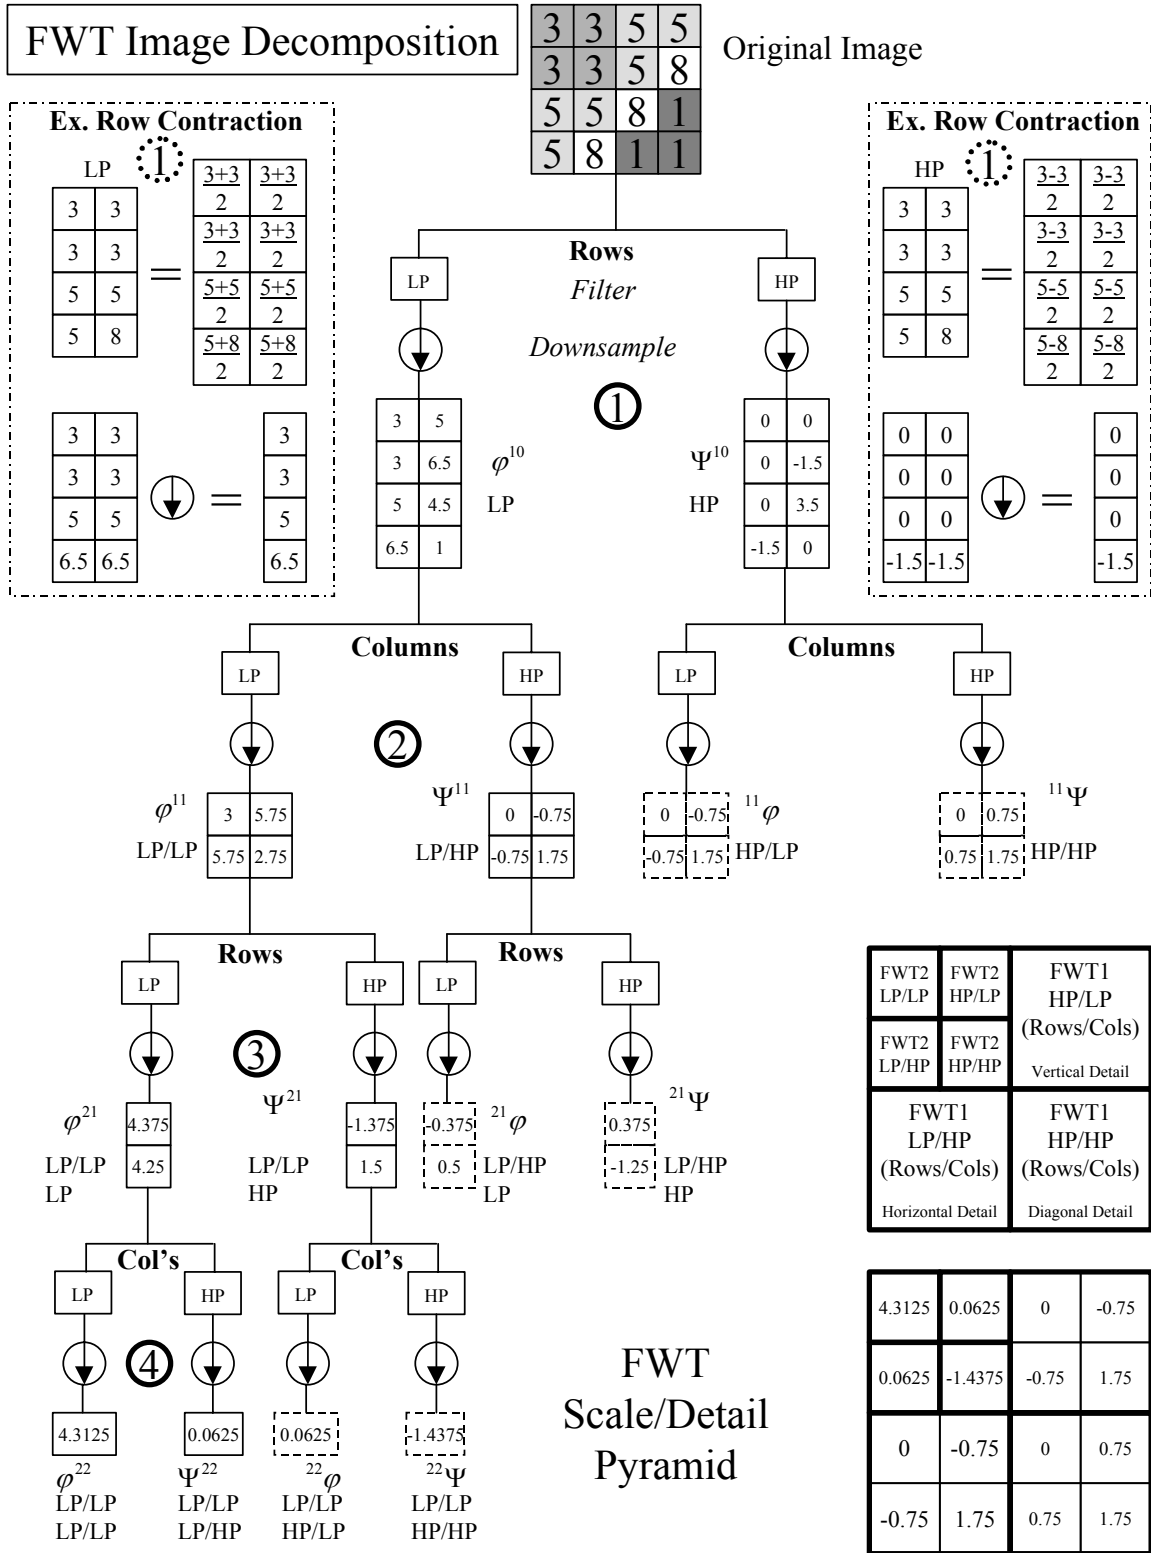 FWT Image Decomposition
3 3 5 5
3 3 5 8
5 5 8 1
5 8 1 1
Original Image
Ex. Row Contraction
1
LP
3 3
3 3
5 5
5 8
=
3+3 3+3
2 2
3+3 3+3
2 2
5+5 5+5
2 2
5+8 5+8
2 2
3 3
3 3
5 5
6.5 6.5
=
3
3
5
6.5
Ex. Row Contraction
1
HP
3 3
3 3
5 5
5 8
=
3-3 3-3
2 2
3-3 3-3
2 2
5-5 5-5
2 2
5-8 5-8
2 2
0 0
0 0
0 0
-1.5 -1.5
=
0
0
0
-1.5
Rows
LP
Filter
HP
Downsample
1
3 5
3 6.5
5 4.5
6.5 1
φ10
LP
Ψ10
HP
0 0
0 -1.5
0 3.5
-1.5 0
Columns
LP
HP
Columns
LP
HP
2
φ11
LP/LP
3 5.75
5.75 2.75
Ψ11
LP/HP
0 -0.75
-0.75 1.75
0 -0.75
-0.75 1.75
11φ
HP/LP
0 0.75
0.75 1.75
11Ψ
HP/HP
Rows
LP
HP
Rows
LP
HP
3
φ21
LP/LP
LP
4.375
4.25
Ψ21
LP/LP
HP
-1.375
1.5
-0.375
0.5
21φ
LP/HP
LP
0.375
-1.25
21Ψ
LP/HP
HP
FWT2
LP/LP
FWT2
HP/LP
FWT1
HP/LP
(Rows/Cols)
Vertical Detail
FWT2
LP/HP
FWT2
HP/HP
FWT1
LP/HP
(Rows/Cols)
Horizontal Detail
FWT1
HP/HP
(Rows/Cols)
Diagonal Detail
Col's
LP
HP
Col's
LP
HP
4
4.3125
φ22
LP/LP
LP/LP
0.0625
Ψ22
LP/LP
LP/HP
0.0625
22φ
LP/LP
HP/LP
-1.4375
22Ψ
LP/LP
HP/HP
FWT
Scale/Detail
Pyramid
4.3125 0.0625 0 -0.75
0.0625 -1.4375 -0.75 1.75
0 -0.75 0 0.75
-0.75 1.75 0.75 1.75